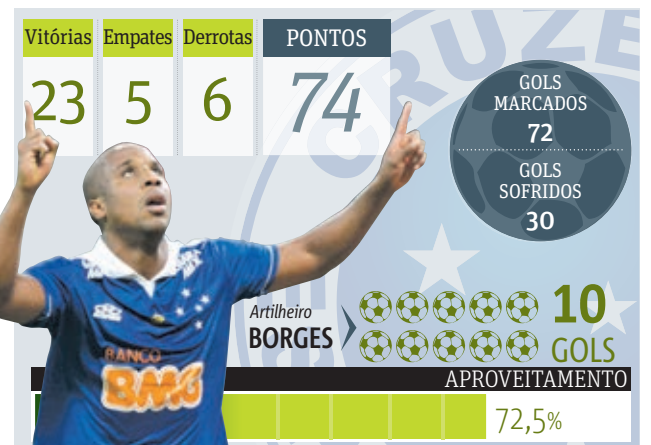 Vitórias Empates Derrotas PONTOS
23 5 6 74
CRUZE
GOLS
MARCADOS
72
GOLS
SOFRIDOS
30
Artilheiro
BORGES
10
GOLS
BANCO
BMG
APROVEITAMENTO
72,5%